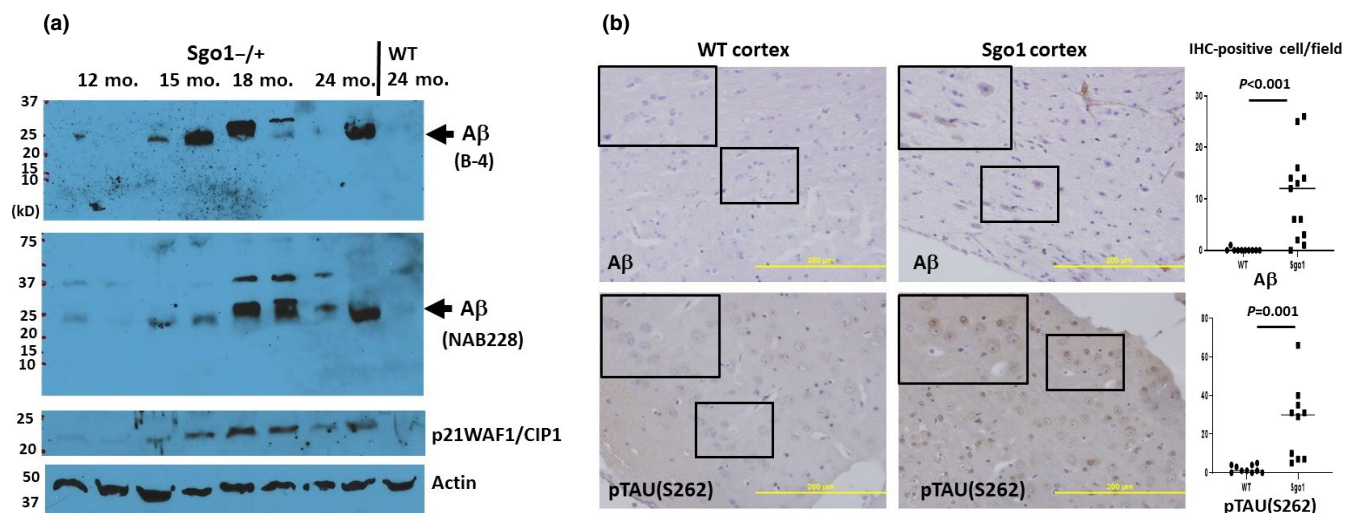 (a)
Sgo1–/+
WT
12 mo. 15 mo. 18 mo. 24 mo. 24 mo.
37
25
20
15
10
(kD)
Aβ
(B-4)
75
37
25
20
15
10
Aβ
(NAB228)
25
20
p21WAF1/CIP1
50
37
Actin
(b)
WT cortex
Sgo1 cortex
IHC-positive cell/field
Aβ
200 μm
Aβ
200 μm
P<0.001
30
20
10
0
WT
Sgo1
Aβ
pTAU(S262)
200 μm
pTAU(S262)
200 μm
P=0.001
80
60
40
20
0
WT
Sgo1
pTAU(S262)